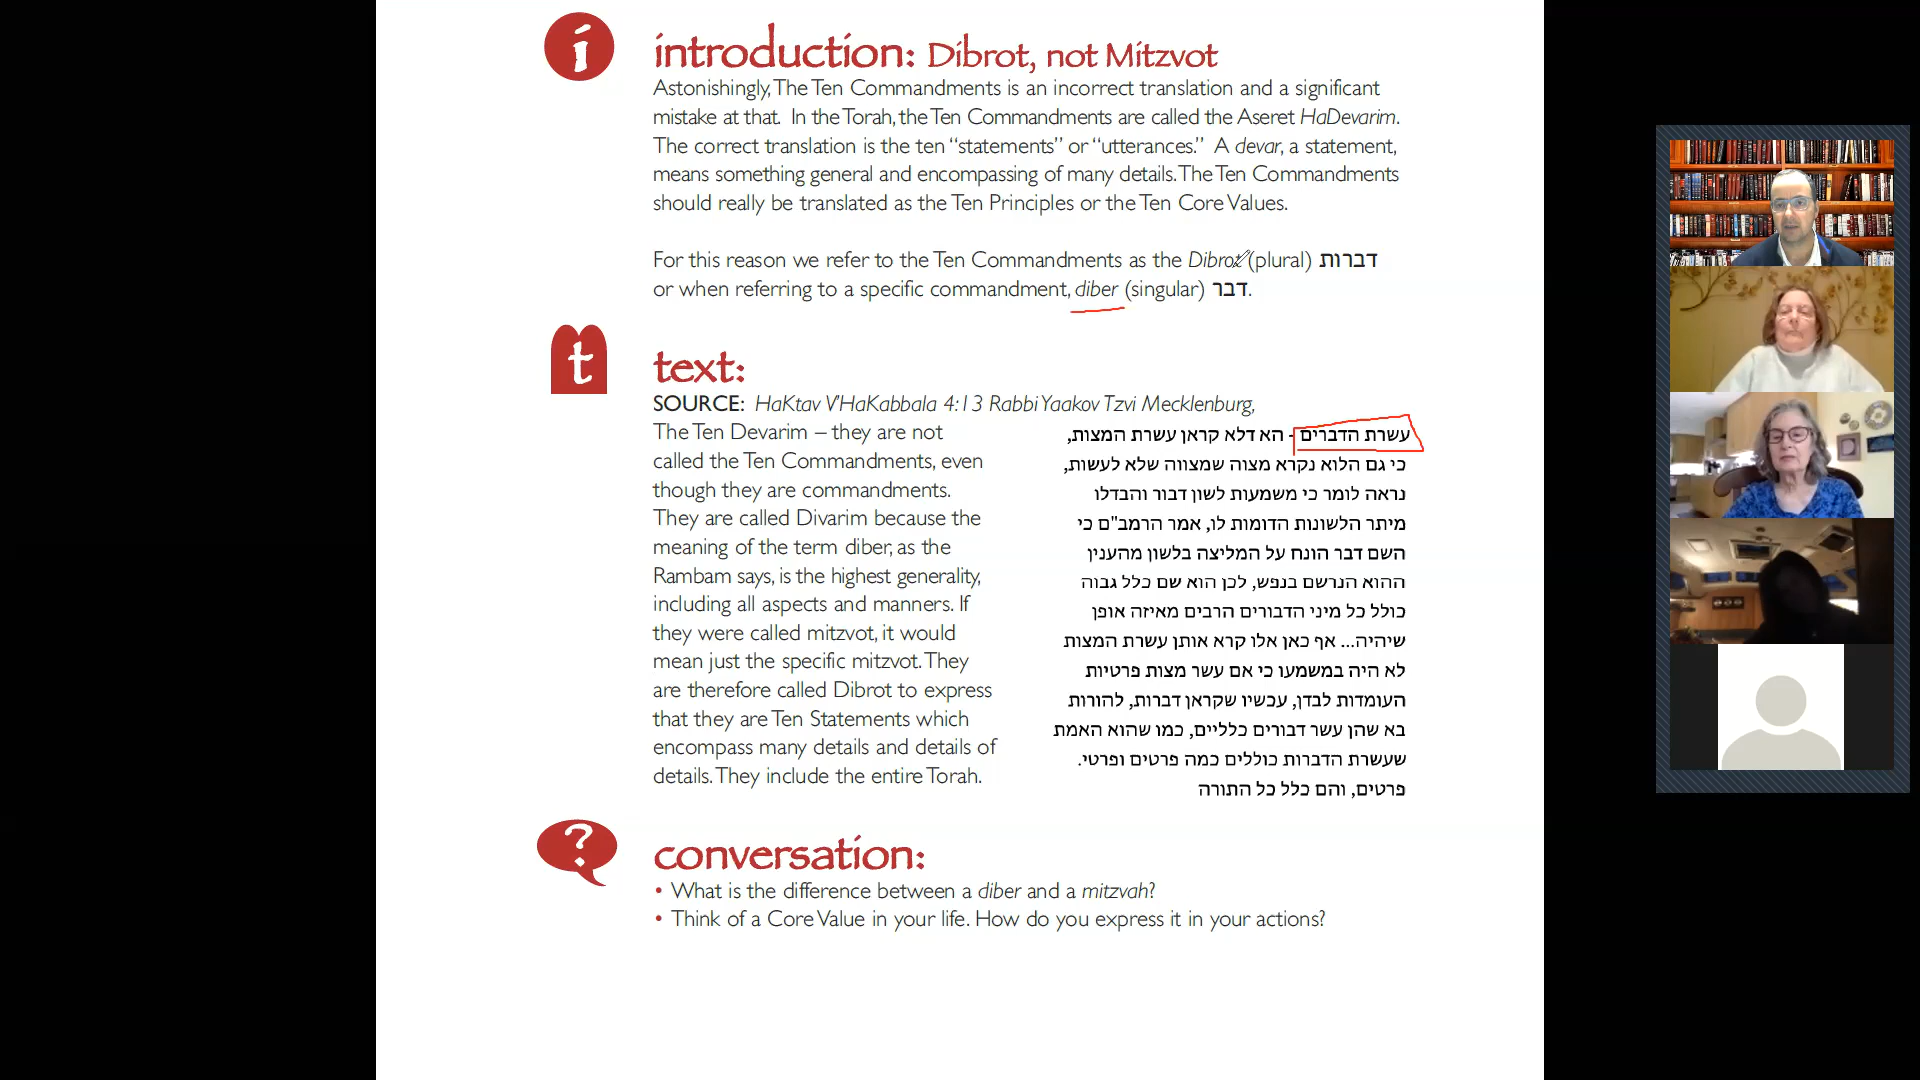 introduction: Dibrot, not Mitzvot
Astonishingly, The Ten Commandments is an incorrect translation and a significant
mistake at that. In the Torah, the Ten Commandments are called the Aseret HaDevarim.
The correct translation is the ten “statements” or “utterances.” A devar, a statement,
means something general and encompassing of many details. The Ten Commandments
should really be translated as the Ten Principles or the Ten Core Values.
For this reason we refer to the Ten Commandments as the Dibrot (plural) דברות
or when referring to a specific commandment, diber (singular) דבר.
t
text:
SOURCE: HaKtav V'HaKabbala 4:13 Rabbi Yaakov Tzvi Mecklenburg,
The Ten Devarim – they are not
called the Ten Commandments, even
though they are commandments.
They are called Divarim because the
meaning of the term diber, as the
Rambam says, is the highest generality,
including all aspects and manners. If
they were called mitzvot, it would
mean just the specific mitzvot. They
are therefore called Dibrot to express
that they are Ten Statements which
encompass many details and details of
details. They include the entire Torah.
עשרת הדברים - הא דלא קראן עשרת המצות,
כי גם הלוא נקרא מצוה שמצווה שלא לעשות,
נראה לומר כי משמעות לשון דבור והבדלו
מיתר הלשונות הדומות לו, אמר הרמב"ם כי
השם דבר הונח על המליצה בלשון מהענין
ההוא הנרשם בנפש, לכן הוא שם כלל גבוה
כולל כל מיני הדבורים הרבים מאיזה אופן
שיהיה... אף כאן אלו קרא אותן עשרת המצות
לא היה במשמעו כי אם עשר מצות פרטיות
העומדות לבדן, עכשיו שקראן דברות, להורות
בא שהן עשר דבורים כלליים, כמו שהוא האמת
שעשרת הדברות כוללים כמה פרטים ופרטי.
פרטים, והם כלל כל התורה
?
conversation:
• What is the difference between a diber and a mitzvah?
• Think of a Core Value in your life. How do you express it in your actions?